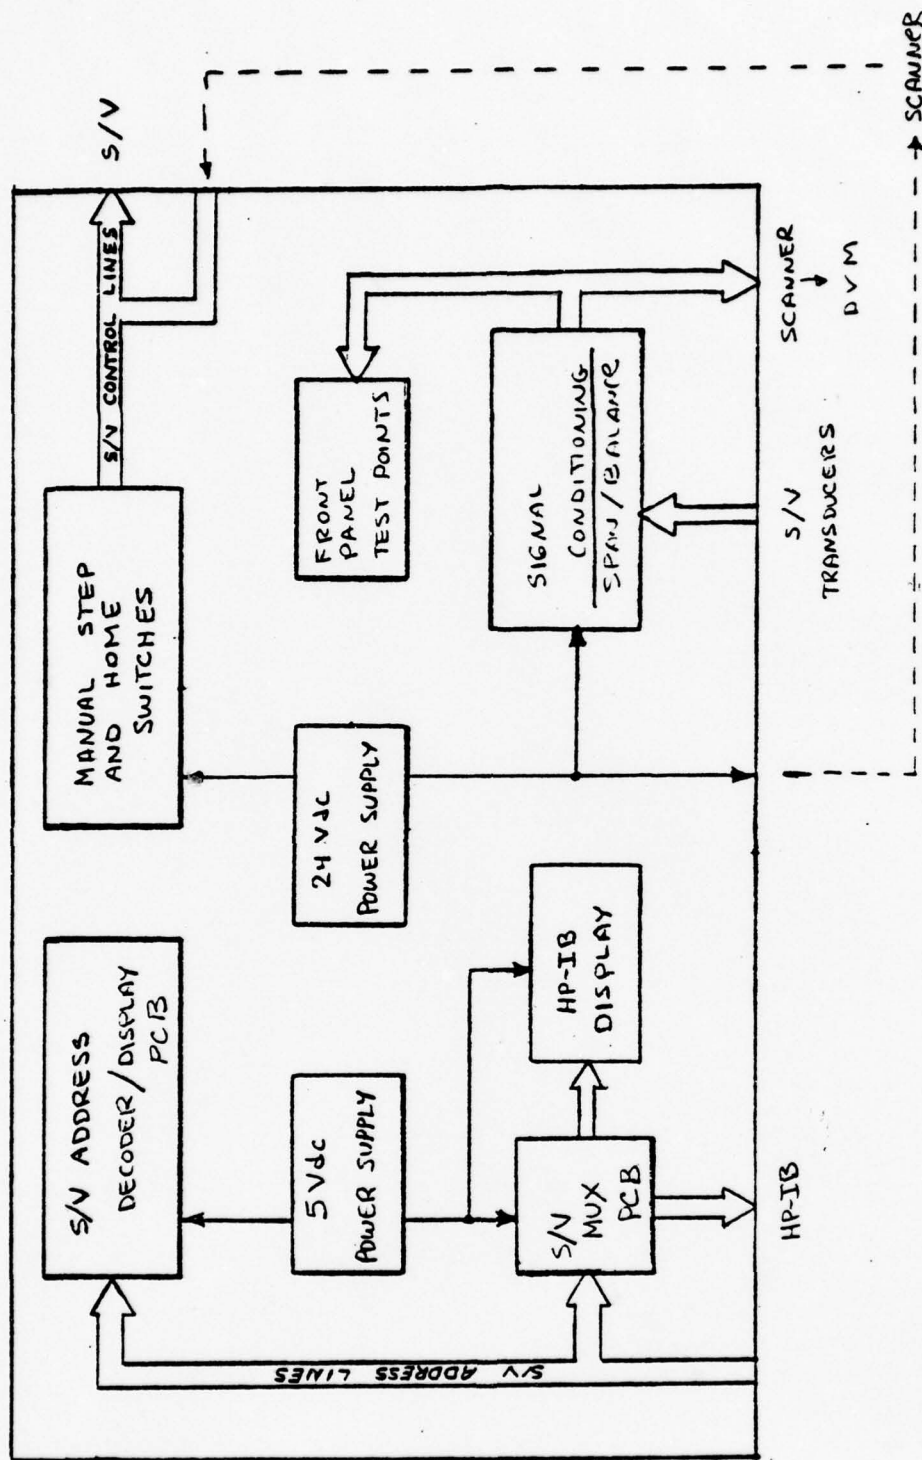 S/V ADDRESS
DECODER/DISPLAY
PCB
MANUAL STEP
AND HOME
SWITCHES
S/V CONTROL LINES
S/V
5 Vdc
POWER SUPPLY
24 Vdc
POWER SUPPLY
FRONT
PANEL
TEST POINTS
S/V ADDRESS LINES
S/V
MUX
PCB
HP-IB
DISPLAY
SIGNAL
CONDITIONING
SPAN/BALANCE
HP-IB
S/V
TRANSDUCERS
SCANNER
DVM
SCANNER